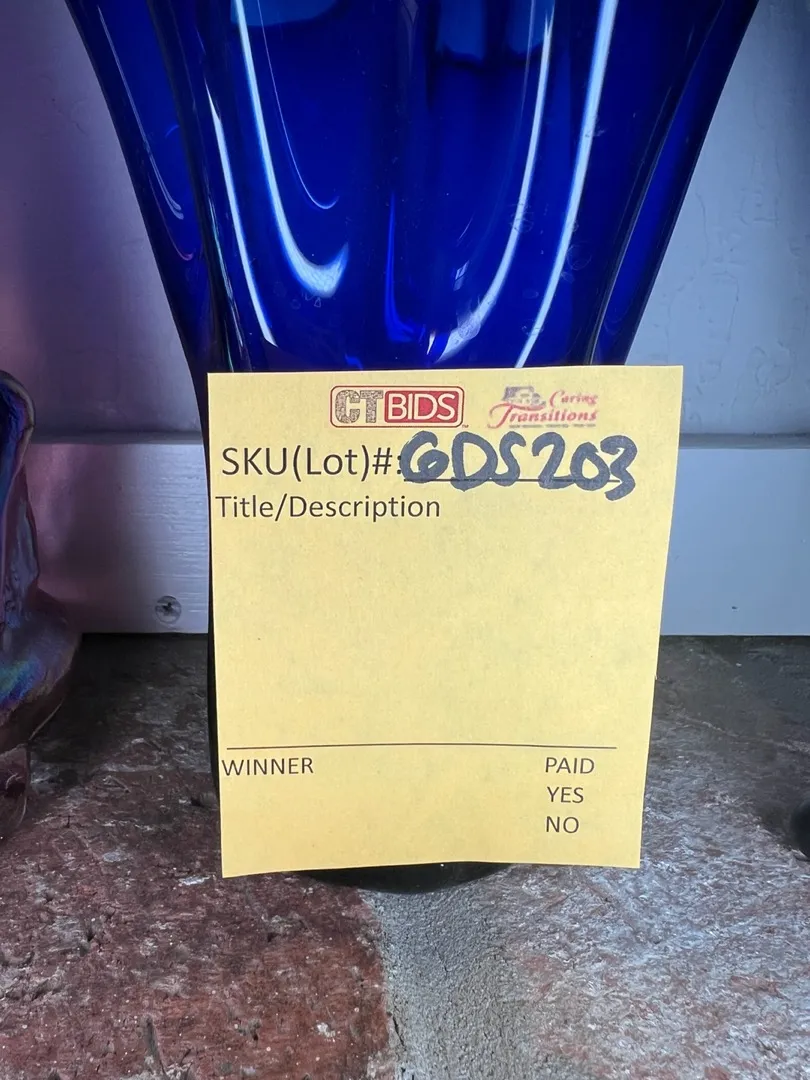 CTBIDS Caring Transitions
SKU(Lot)#: GDS203
Title/Description
WINNER PAID
YES
NO